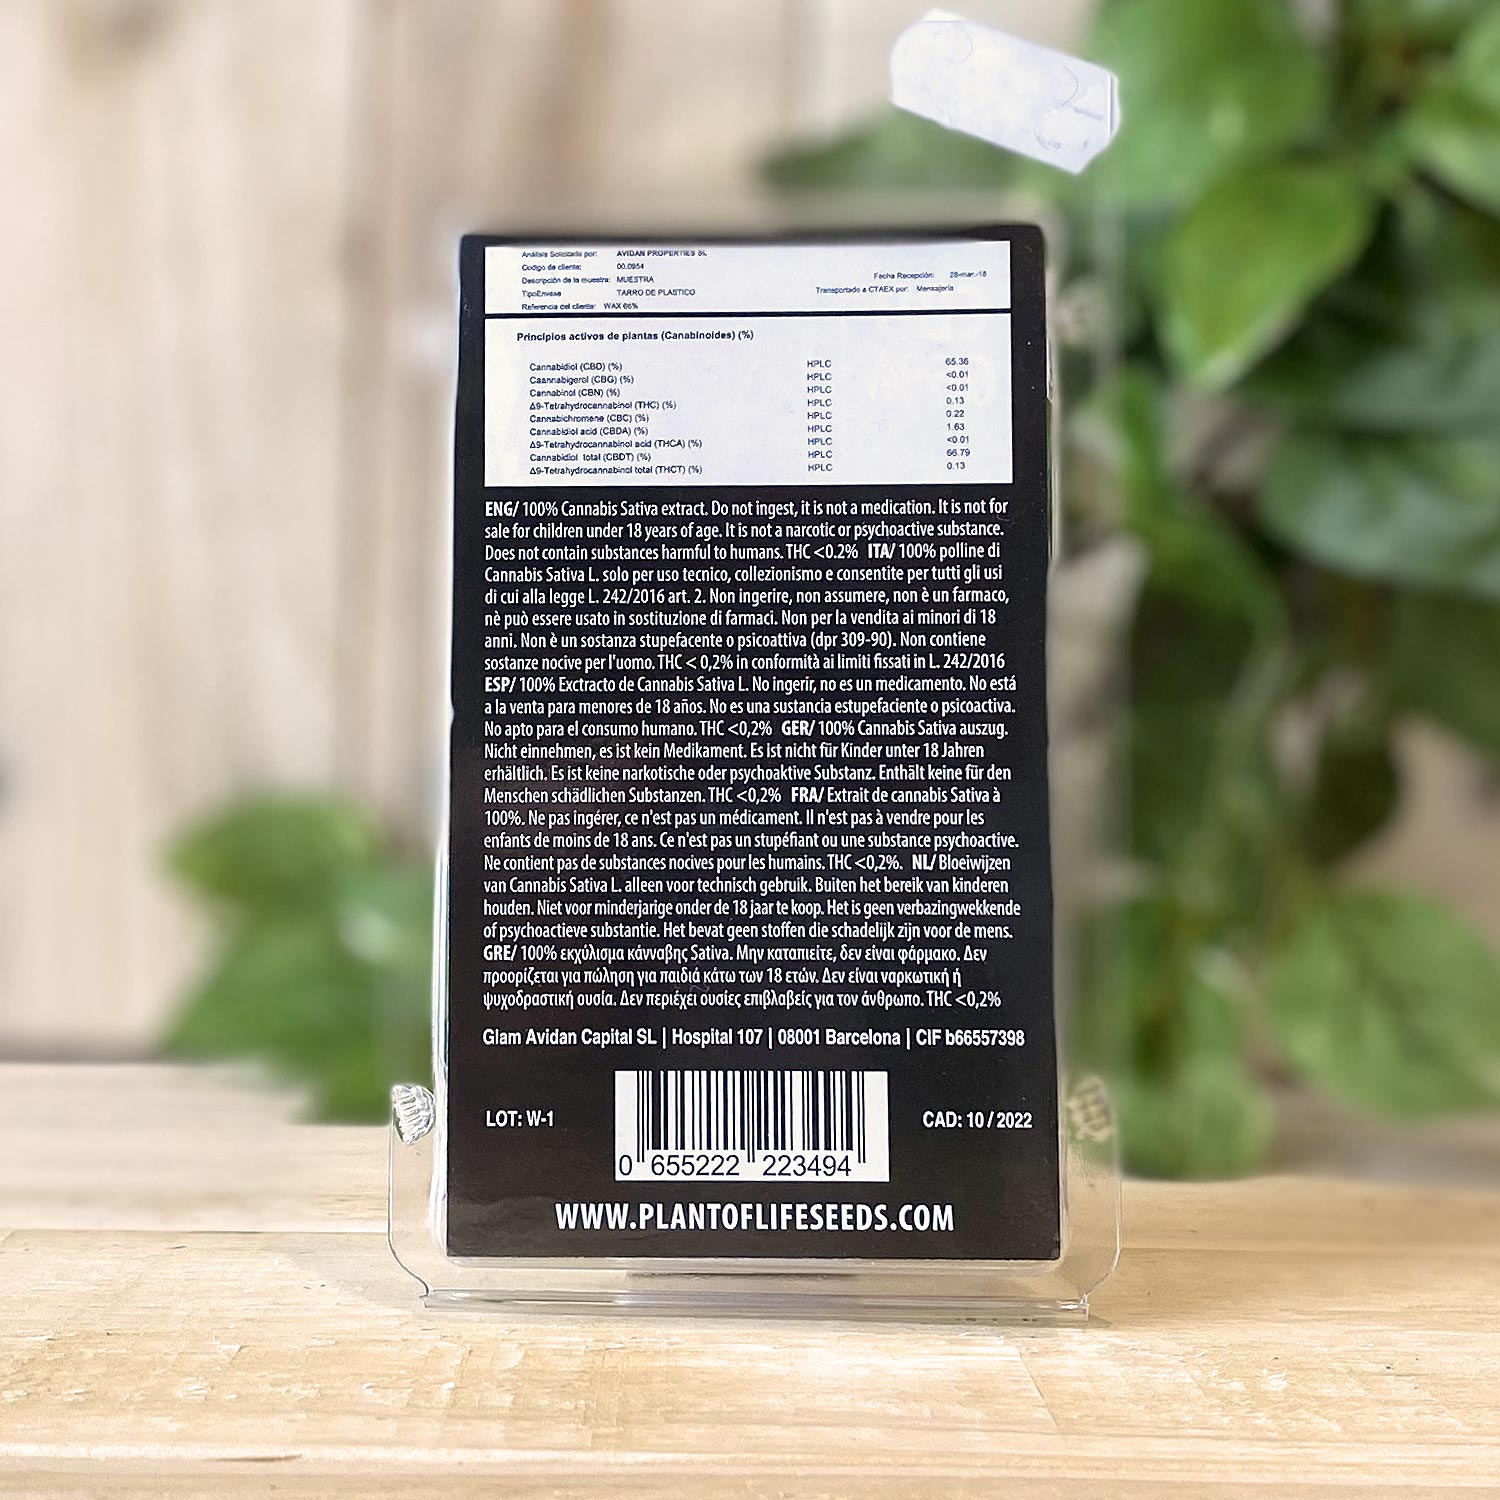 Análisis Solicitado por: AVIDAN PROPERTIES SL
Codigo de cliente: 00.0954
Fecha Recepción: 28-mar.-18
Descripción de la muestra: MUESTRA
Transportado a CTAEX por: Mensajería
TipoEnvase TARRO DE PLASTICO
Referencia del cliente: WAX 66%
Principios activos de plantas (Canabinoides) (%)
Cannabidiol (CBD) (%) HPLC 65.36
Caannabigerol (CBG) (%) HPLC <0.01
Cannabinol (CBN) (%) HPLC <0.01
Δ9-Tetrahydrocannabinol (THC) (%) HPLC 0.13
Cannabichromene (CBC) (%) HPLC 0.22
Cannabidiol acid (CBDA) (%) HPLC 1.63
Δ9-Tetrahydrocannabinol acid (THCA) (%) HPLC <0.01
Cannabidiol total (CBDT) (%) HPLC 66.79
Δ9-Tetrahydrocannabinol total (THCT) (%) HPLC 0.13
ENG/ 100% Cannabis Sativa extract. Do not ingest, it is not a medication. It is not for
sale for children under 18 years of age. It is not a narcotic or psychoactive substance.
Does not contain substances harmful to humans. THC <0.2% ITA/ 100% polline di
Cannabis Sativa L. solo per uso tecnico, collezionismo e consentite per tutti gli usi
di cui alla legge L. 242/2016 art. 2. Non ingerire, non assumere, non è un farmaco,
nè può essere usato in sostituzione di farmaci. Non per la vendita ai minori di 18
anni. Non è un sostanza stupefacente o psicoattiva (dpr 309-90). Non contiene
sostanze nocive per l'uomo. THC < 0,2% in conformità ai limiti fissati in L. 242/2016
ESP/ 100% Exctracto de Cannabis Sativa L. No ingerir, no es un medicamento. No está
a la venta para menores de 18 años. No es una sustancia estupefaciente o psicoactiva.
No apto para el consumo humano. THC <0,2% GER/ 100% Cannabis Sativa auszug.
Nicht einnehmen, es ist kein Medikament. Es ist nicht für Kinder unter 18 Jahren
erhältlich. Es ist keine narkotische oder psychoaktive Substanz. Enthält keine für den
Menschen schädlichen Substanzen. THC <0,2% FRA/ Extrait de cannabis Sativa à
100%. Ne pas ingérer, ce n'est pas un médicament. Il n'est pas à vendre pour les
enfants de moins de 18 ans. Ce n'est pas un stupéfiant ou une substance psychoactive.
Ne contient pas de substances nocives pour les humains. THC <0,2%. NL/ Bloeiwijzen
van Cannabis Sativa L. alleen voor technisch gebruik. Buiten het bereik van kinderen
houden. Niet voor minderjarige onder de 18 jaar te koop. Het is geen verbazingwekkende
of psychoactieve substantie. Het bevat geen stoffen die schadelijk zijn voor de mens.
GRE/ 100% εκχύλισμα κάνναβης Sativa. Μην καταπιείτε, δεν είναι φάρμακο. Δεν
προορίζεται για πώληση για παιδιά κάτω των 18 ετών. Δεν είναι ναρκωτική ή
ψυχοδραστική ουσία. Δεν περιέχει ουσίες επιβλαβείς για τον άνθρωπο. THC <0,2%
Glam Avidan Capital SL | Hospital 107 | 08001 Barcelona | CIF b66557398
LOT: W-1
CAD: 10 / 2022
0 655222 223494
WWW.PLANTOFLIFESEEDS.COM